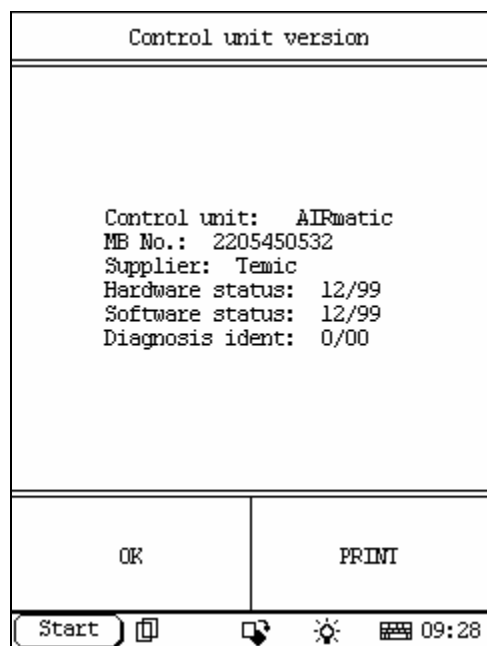 Control unit version
Control unit: AIRmatic
MB No.: 2205450532
Supplier: Temic
Hardware status: 12/99
Software status: 12/99
Diagnosis ident: 0/00
OK PRINT
Start 09:28